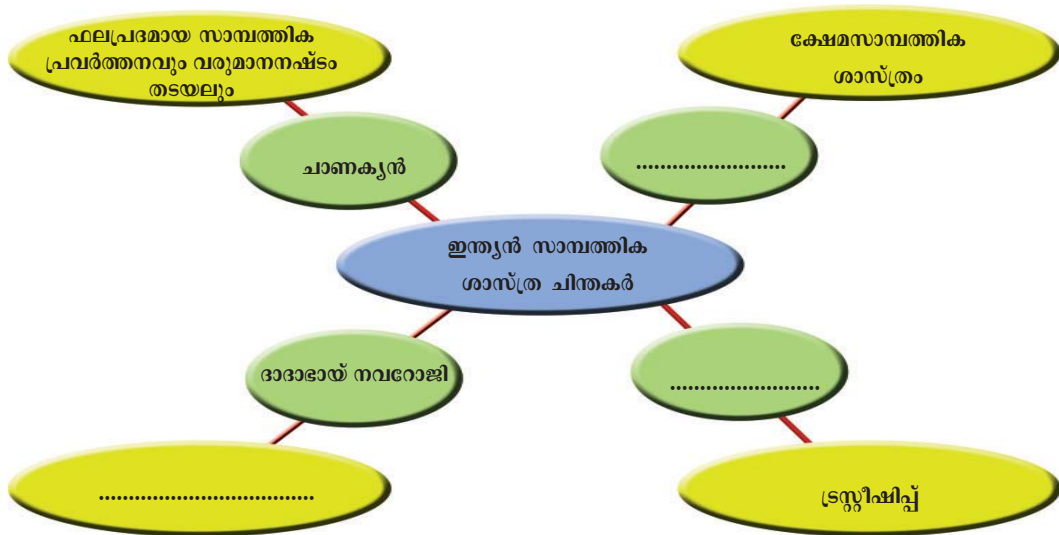 ഫലപ്രദമായ സാമ്പത്തിക
പ്രവർത്തനവും വരുമാനനഷ്ടം
തടയലും
ക്ഷേമസാമ്പത്തിക
ശാസ്ത്രം
ചാണക്യൻ
.........................
ഇന്ത്യൻ സാമ്പത്തിക
ശാസ്ത്ര ചിന്തകർ
ദാദാഭായ് നവറോജി
.........................
...................................
ട്രസ്റ്റീഷിപ്പ്